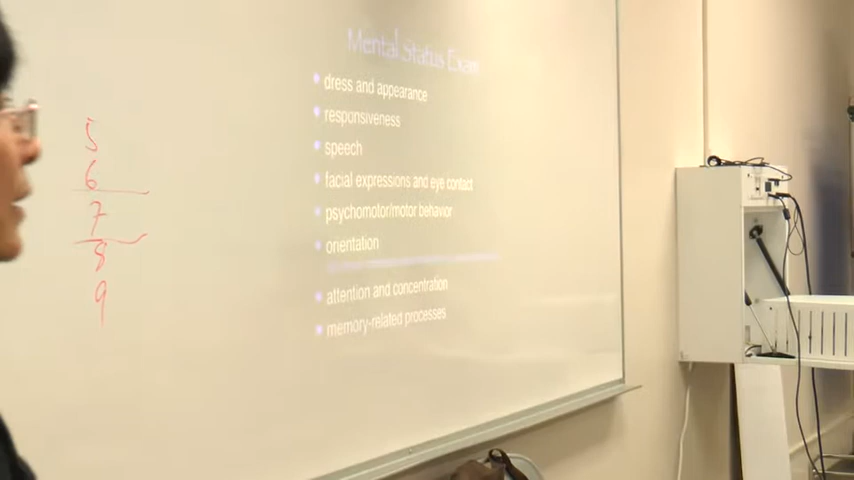 Mental Status Exam
• dress and appearance
• responsiveness
• speech
• facial expressions and eye contact
• psychomotor/motor behavior
• orientation
• attention and concentration
• memory-related processes
5
6
7
8
9